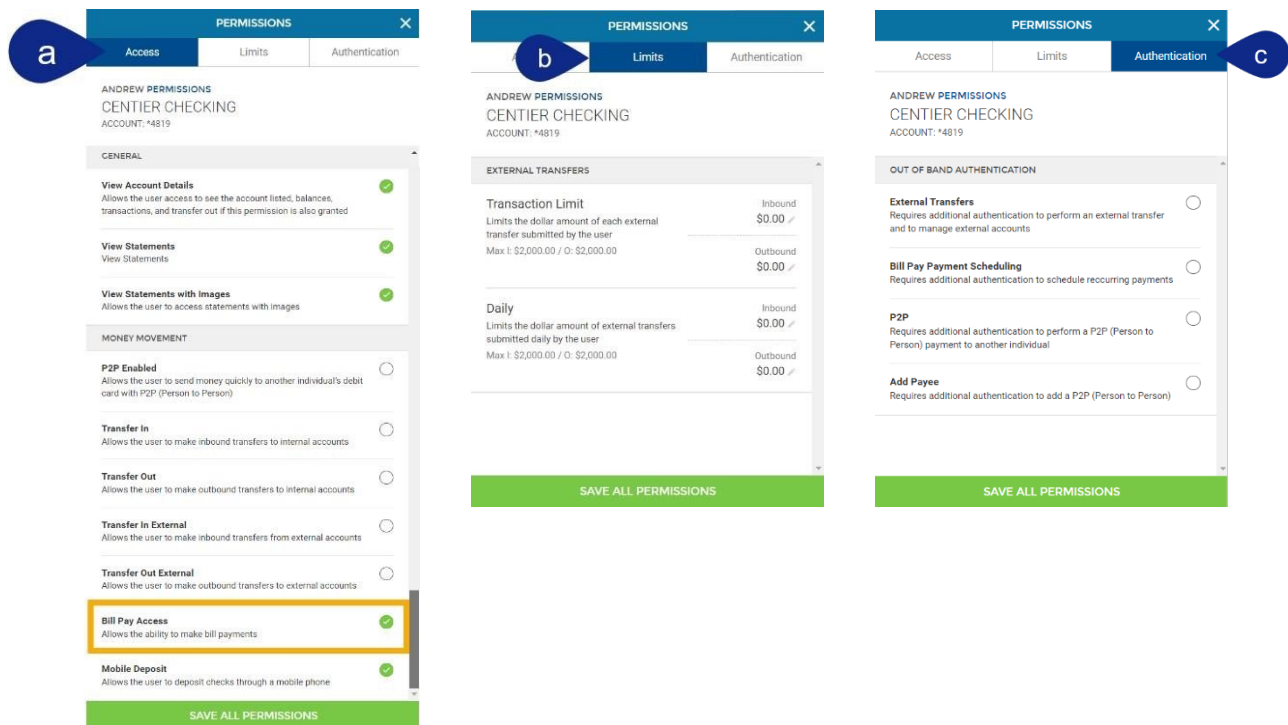 a
PERMISSIONS
Access Limits Authentication
ANDREW PERMISSIONS
CENTIER CHECKING
ACCOUNT: *4819
GENERAL
View Account Details
Allows the user access to see the account listed, balances,
transactions, and transfer out if this permission is also granted
View Statements
View Statements
View Statements with Images
Allows the user to access statements with images
MONEY MOVEMENT
P2P Enabled
Allows the user to send money quickly to another individual's debit
card with P2P (Person to Person)
Transfer In
Allows the user to make inbound transfers to internal accounts
Transfer Out
Allows the user to make outbound transfers to internal accounts
Transfer In External
Allows the user to make inbound transfers from external accounts
Transfer Out External
Allows the user to make outbound transfers to external accounts
Bill Pay Access
Allows the ability to make bill payments
Mobile Deposit
Allows the user to deposit checks through a mobile phone
SAVE ALL PERMISSIONS
PERMISSIONS
A b Limits Authentication
ANDREW PERMISSIONS
CENTIER CHECKING
ACCOUNT: *4819
EXTERNAL TRANSFERS
Transaction Limit Inbound
Limits the dollar amount of each external $0.00
transfer submitted by the user
Max I: $2,000.00 / O: $2,000.00 Outbound
$0.00
Daily Inbound
Limits the dollar amount of external transfers $0.00
submitted daily by the user
Max I: $2,000.00 / O: $2,000.00 Outbound
$0.00
SAVE ALL PERMISSIONS
PERMISSIONS
Access Limits Authentication c
ANDREW PERMISSIONS
CENTIER CHECKING
ACCOUNT: *4819
OUT OF BAND AUTHENTICATION
External Transfers
Requires additional authentication to perform an external transfer
and to manage external accounts
Bill Pay Payment Scheduling
Requires additional authentication to schedule reccurring payments
P2P
Requires additional authentication to perform a P2P (Person to
Person) payment to another individual
Add Payee
Requires additional authentication to add a P2P (Person to Person)
SAVE ALL PERMISSIONS